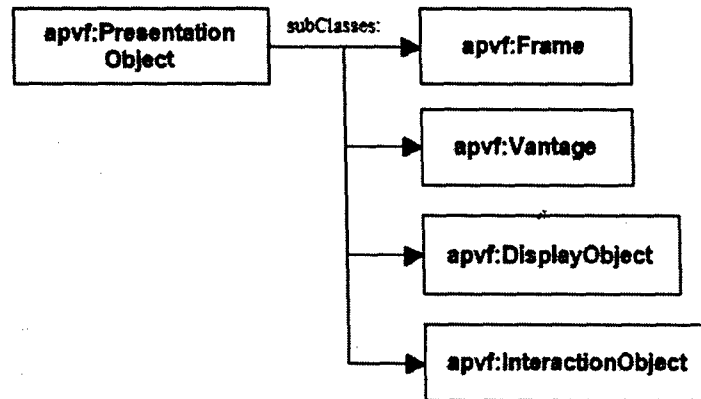 apvf:Presentation
Object
subClasses:
apvf:Frame
apvf:Vantage
apvf:DisplayObject
apvf:InteractionObject